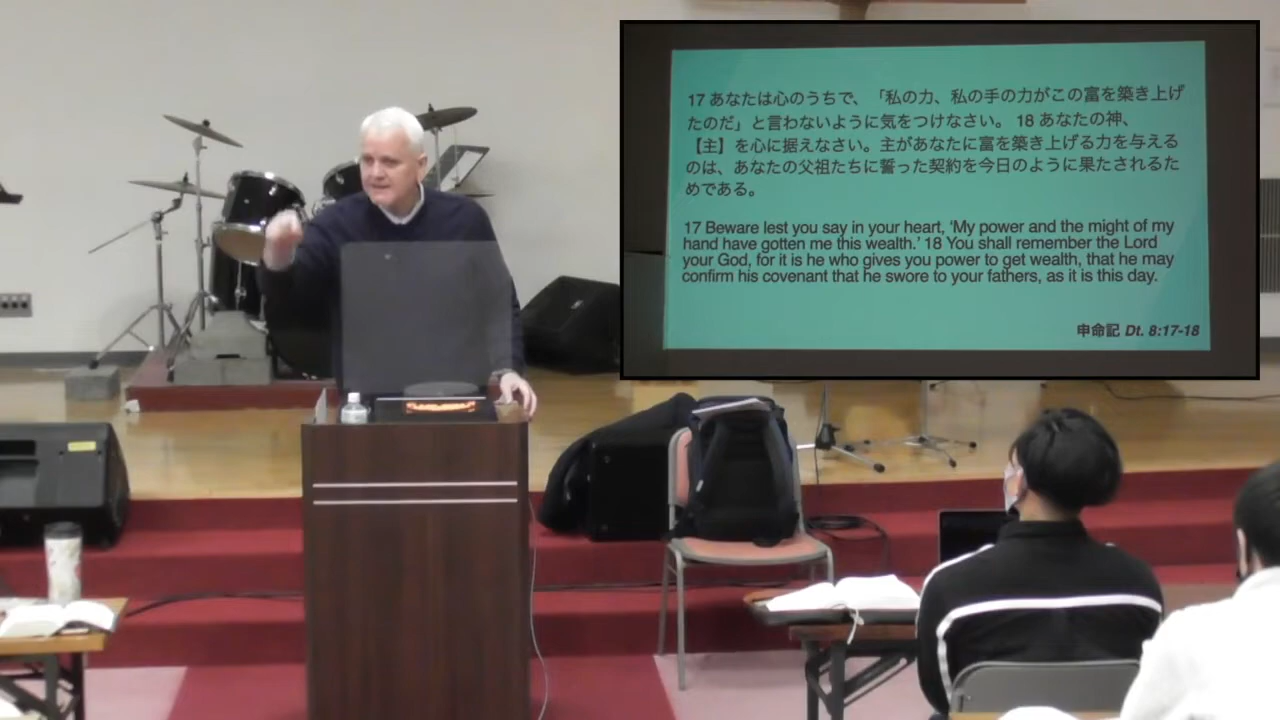 17 あなたは心のうちで、「私の力、私の手の力がこの富を築き上げ
たのだ」と言わないように気をつけなさい。 18 あなたの神、
【主】を心に据えなさい。主があなたに富を築き上げる力を与える
のは、あなたの父祖たちに誓った契約を今日のように果たされるた
めである。
17 Beware lest you say in your heart, ‘My power and the might of my
hand have gotten me this wealth.’ 18 You shall remember the Lord
your God, for it is he who gives you power to get wealth, that he may
confirm his covenant that he swore to your fathers, as it is this day.
申命記 Dt. 8:17-18